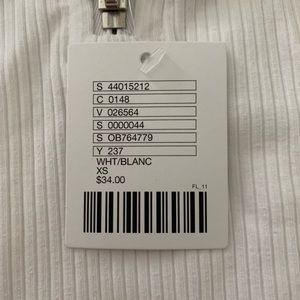 S 44015212
C 0148
V 026564
S 0000044
S OB764779
Y 237
WHT/BLANC
XS
$34.00
FL_11